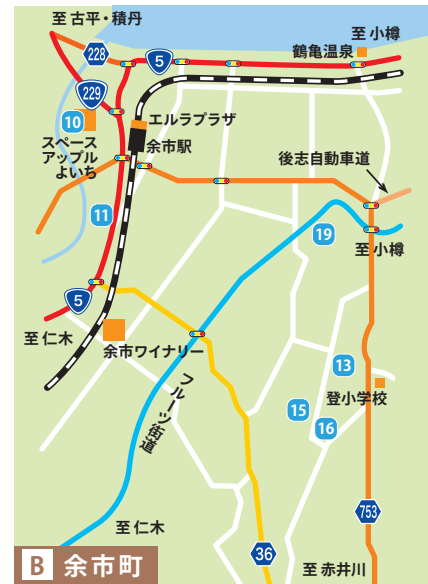 至 古平・積丹
至 小樽
鶴亀温泉
228
5
229
10
エルラプラザ
余市駅
スペース
アップル
よいち
後志自動車道
11
19
至 小樽
5
至 仁木
余市ワイナリー
13
登小学校
15
16
フルーツ街道
753
至 仁木
36
至 赤井川
B 余市町